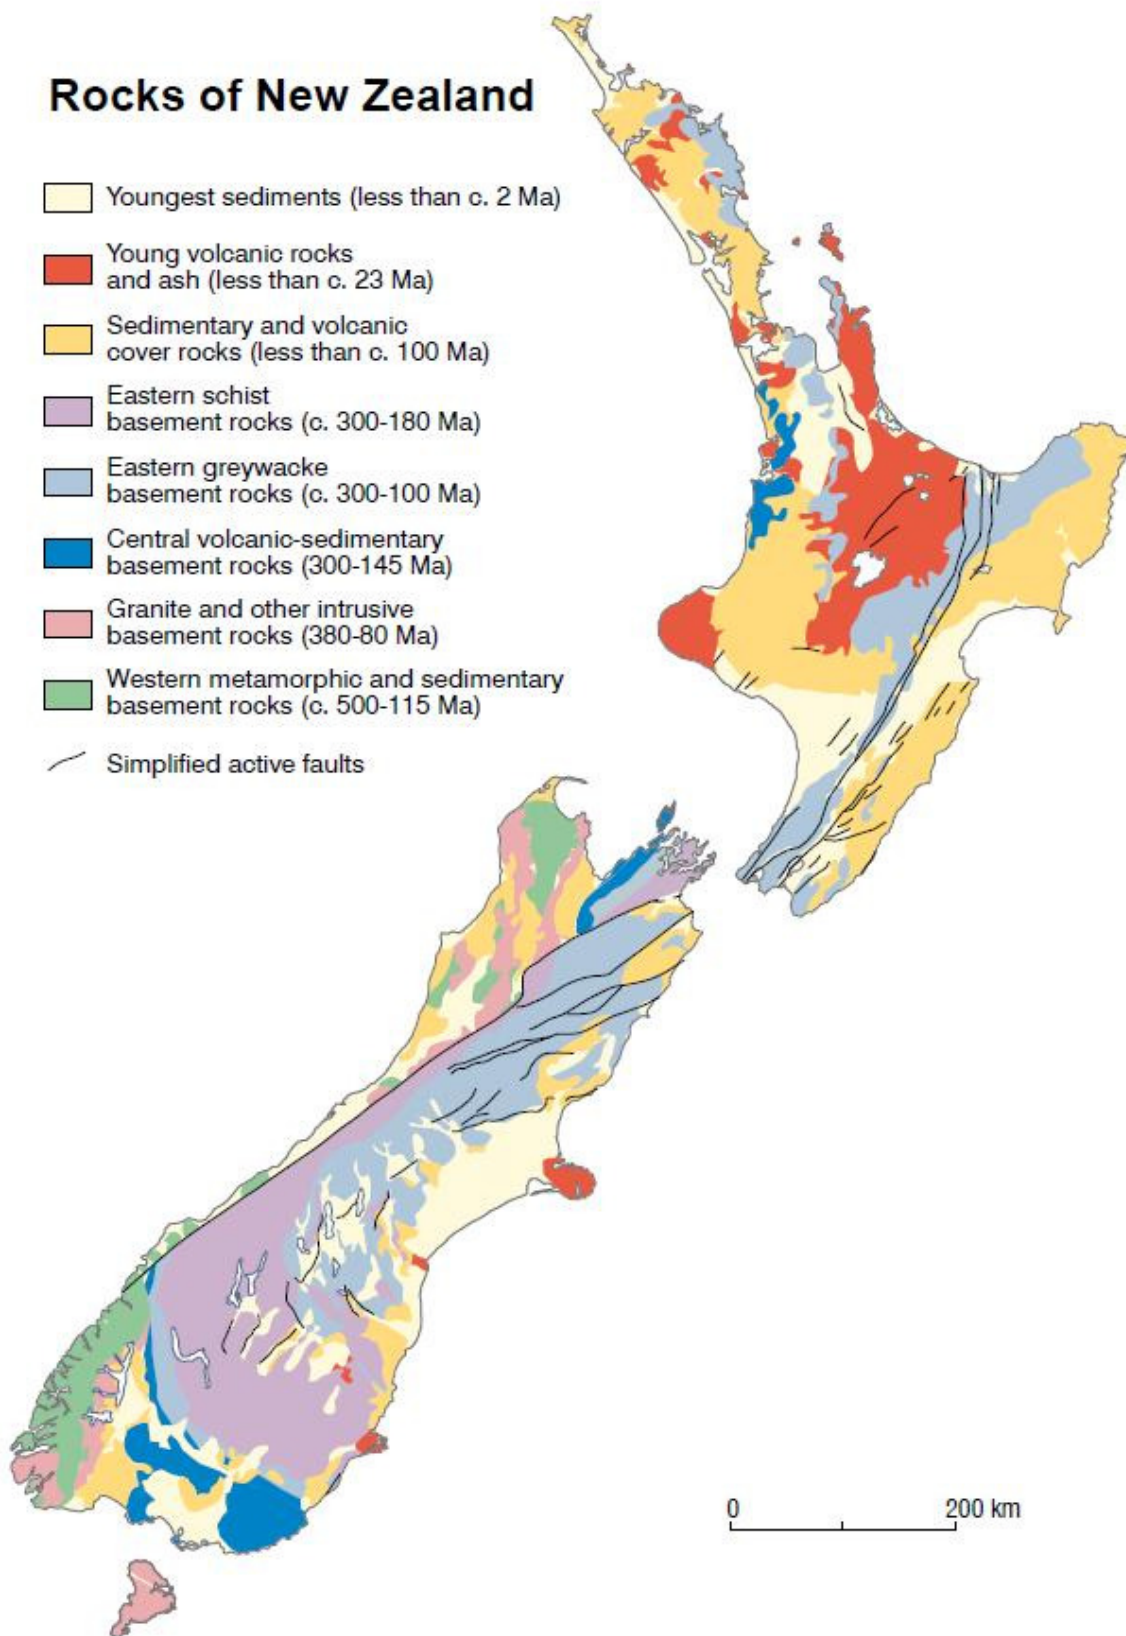 Rocks of New Zealand
Youngest sediments (less than c. 2 Ma)
Young volcanic rocks
and ash (less than c. 23 Ma)
Sedimentary and volcanic
cover rocks (less than c. 100 Ma)
Eastern schist
basement rocks (c. 300-180 Ma)
Eastern greywacke
basement rocks (c. 300-100 Ma)
Central volcanic-sedimentary
basement rocks (300-145 Ma)
Granite and other intrusive
basement rocks (380-80 Ma)
Western metamorphic and sedimentary
basement rocks (c. 500-115 Ma)
Simplified active faults
0 200 km